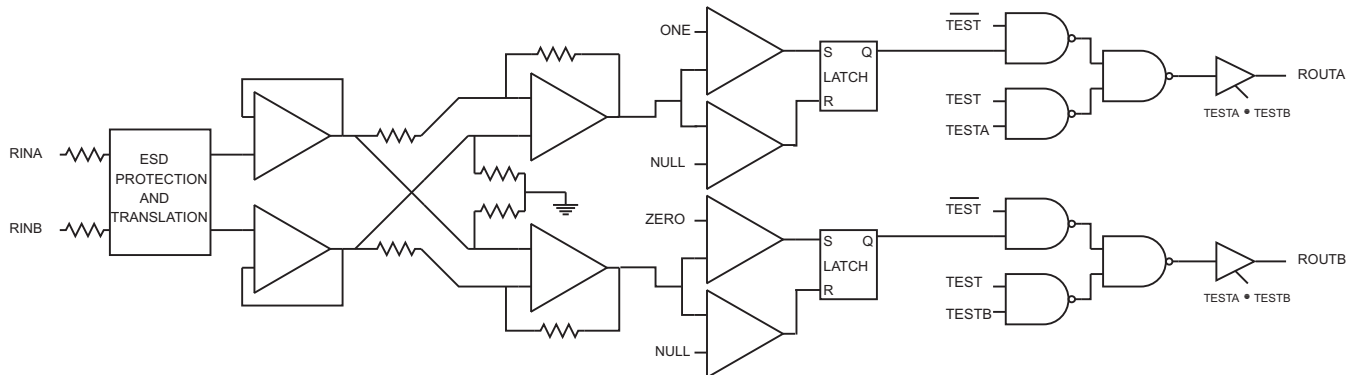 ONE
TEST
S Q
LATCH
R
TEST
TESTA
ROUTA
TESTA • TESTB
RINA
ESD
PROTECTION
AND
TRANSLATION
NULL
RINB
ZERO
TEST
S Q
LATCH
R
TEST
TESTB
ROUTB
TESTA • TESTB
NULL